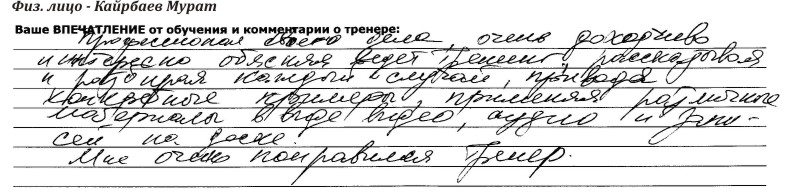 Физ. лицо - Кайрбаев Мурат
Ваше ВПЕЧАТЛЕНИЕ от обучения и комментарии о тренере:
Профессионал своего дела, очень доходчиво
и объясняя ведет Тренинг, рассказывая
и разбирая каждый случай, приводя
конкретные примеры, применяя различные
материалы в виде видео, аудио и запи-
сей на доске.
Мне очень понравился Тренер.